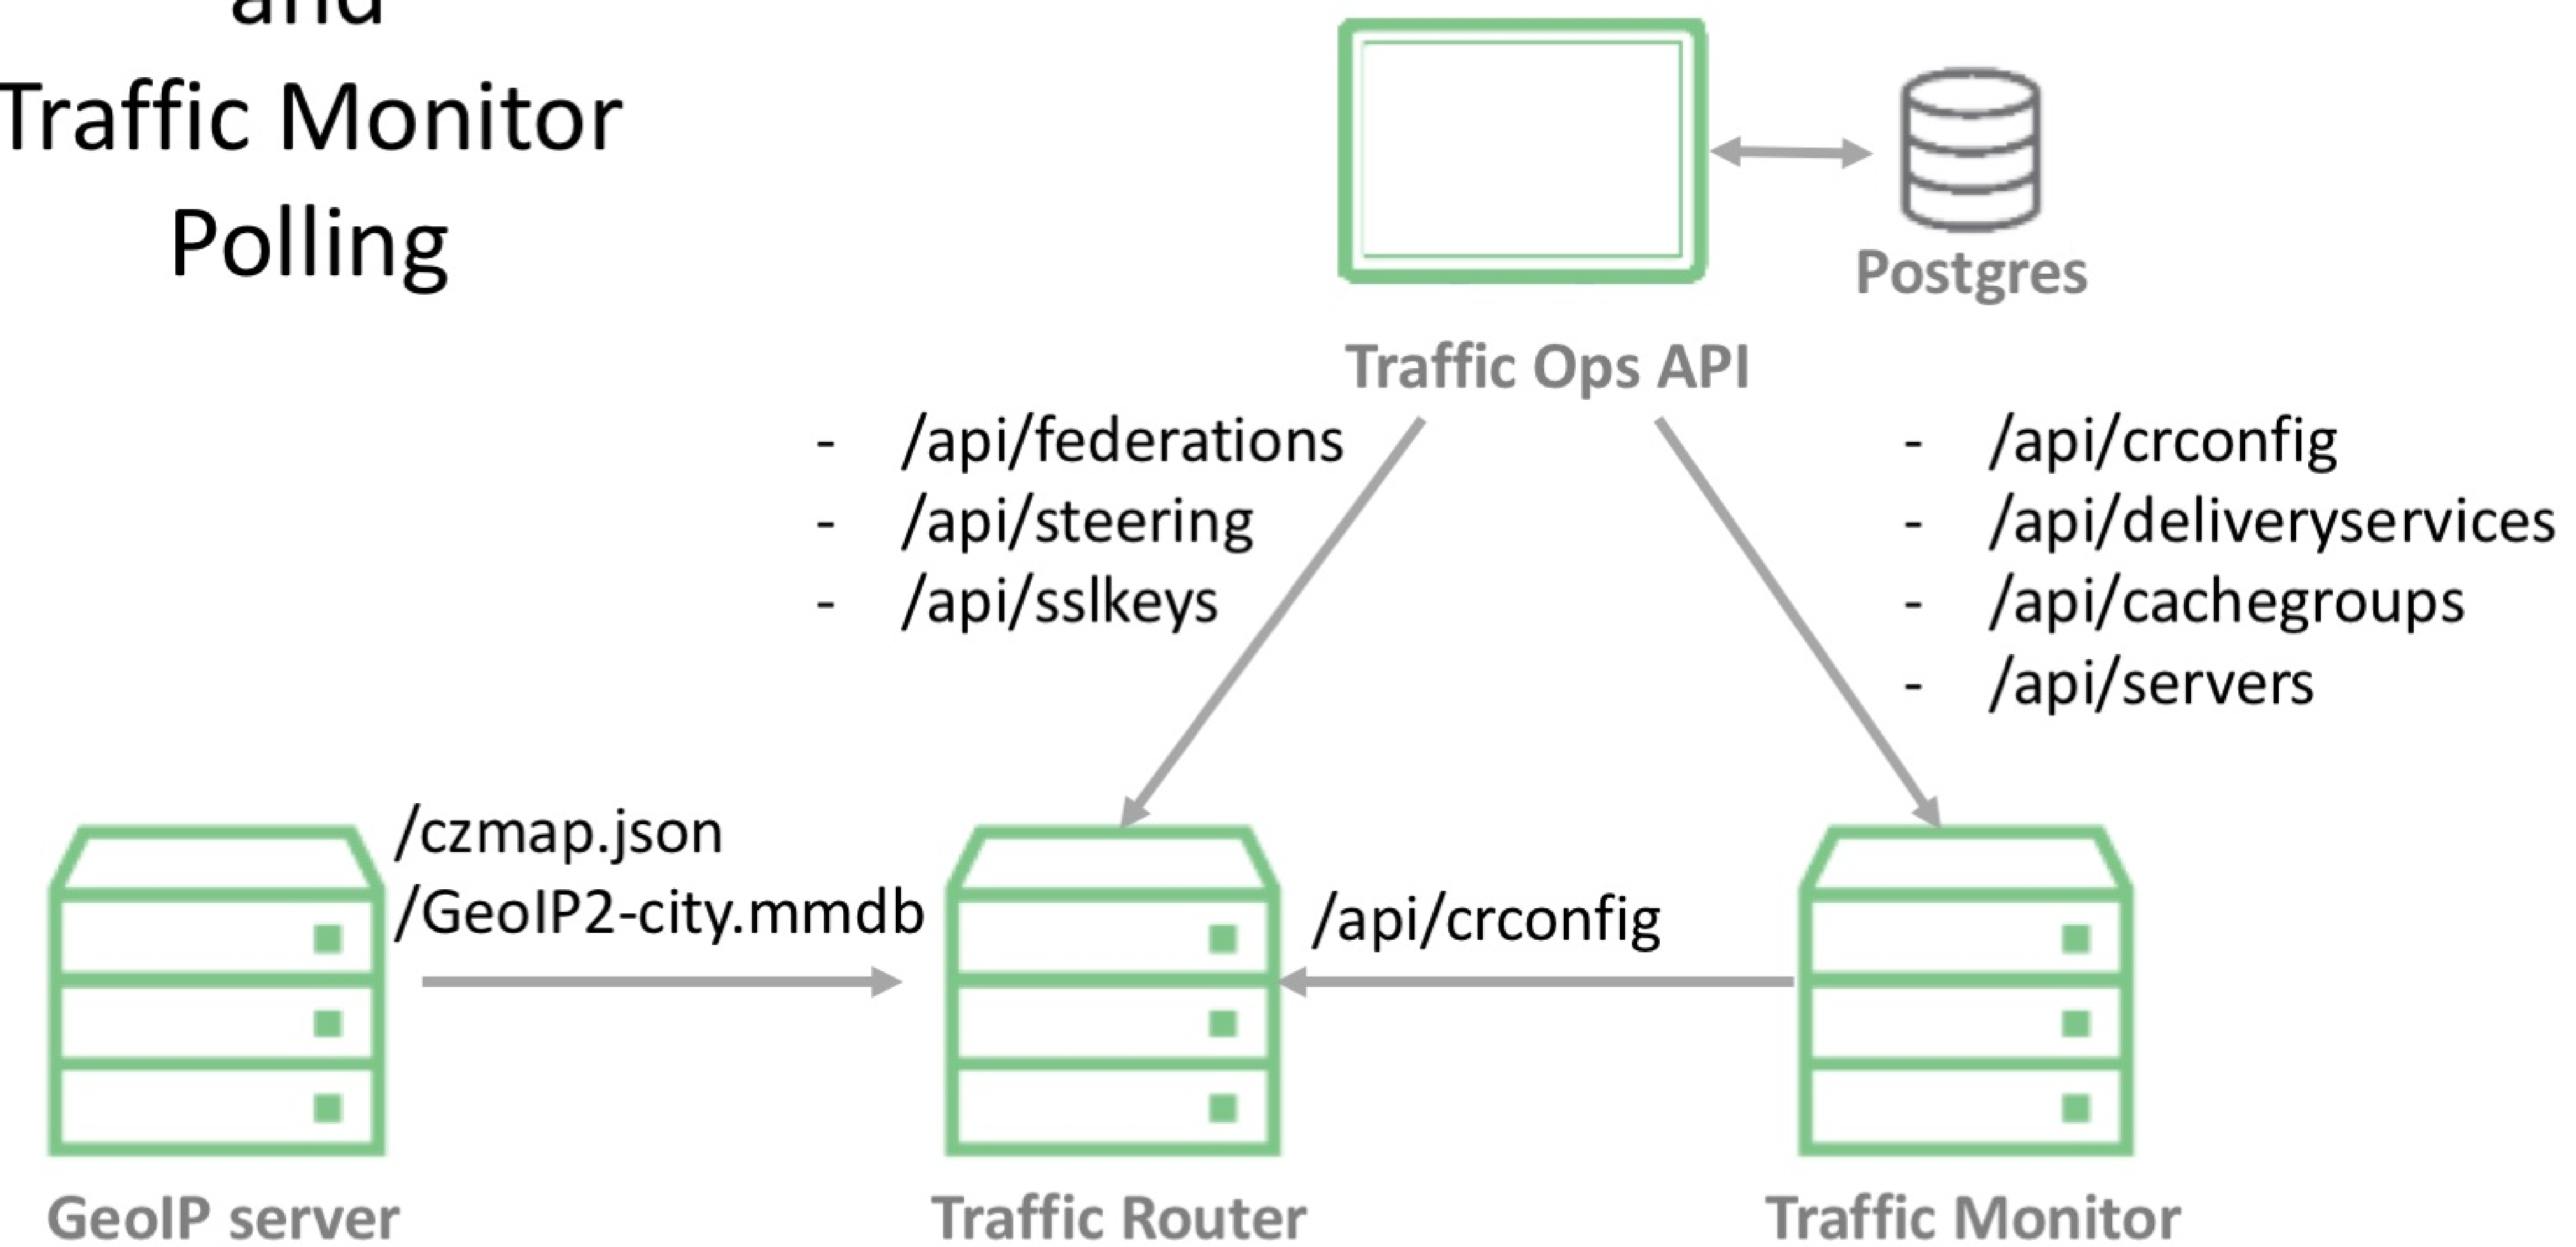 and
Traffic Monitor
Polling
Postgres
Traffic Ops API
- /api/federations
- /api/steering
- /api/sslkeys
- /api/crconfig
- /api/deliveryservices
- /api/cachegroups
- /api/servers
/czmap.json
/GeoIP2-city.mmdb
/api/crconfig
GeoIP server
Traffic Router
Traffic Monitor